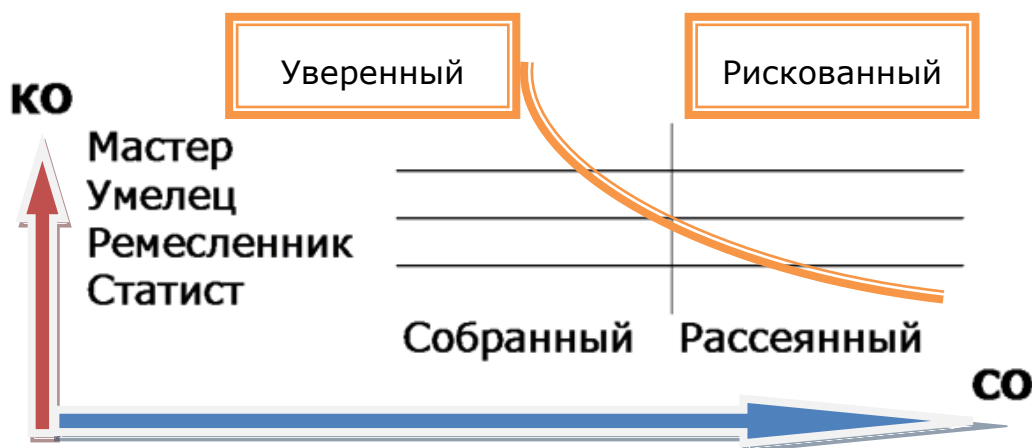 Уверенный
Рискованный
КО
Мастер
Умелец
Ремесленник
Статист
Собранный
Рассеянный
СО